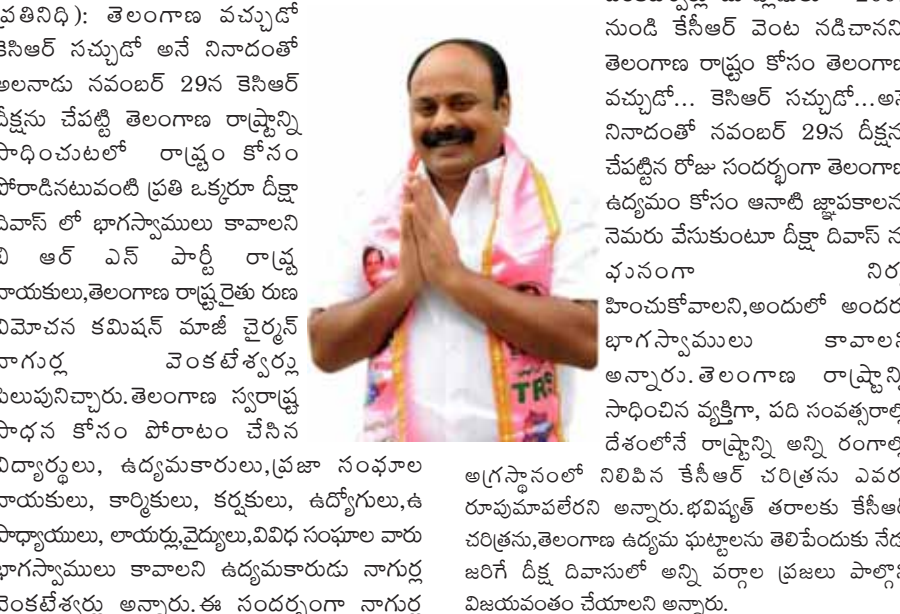 ప్రతినిధి): తెలంగాణ వచ్చుడో
కెసిఆర్ సచ్చుడో అనే నినాదంతో
అలనాడు నవంబర్ 29న కెసిఆర్
దీక్షను చేపట్టి తెలంగాణ రాష్ట్రాన్ని
సాధించుటలో రాష్ట్రం కోసం
పోరాడినటువంటి ప్రతి ఒక్కరూ దీక్షా
దివాస్ లో భాగస్వాములు కావాలని
బి ఆర్ ఎస్ పార్టీ రాష్ట్ర
నాయకులు,తెలంగాణ రాష్ట్ర రైతు రుణ
విమోచన కమిషన్ మాజీ చైర్మన్
నాగుర్ల వెంకటేశ్వర్లు
పిలుపునిచ్చారు.తెలంగాణ స్వరాష్ట్ర
సాధన కోసం పోరాటం చేసిన
విద్యార్థులు, ఉద్యమకారులు,ప్రజా సంఘాల
నాయకులు, కార్మికులు, కర్షకులు, ఉద్యోగులు,ఉ
పాధ్యాయులు, లాయర్లు,వైద్యులు,వివిధ సంఘాల వారు
భాగస్వాములు కావాలని ఉద్యమకారుడు నాగుర్ల
వెంకటేశ్వర్లు అన్నారు.ఈ సందర్భంగా నాగుర్ల
నుండి కేసీఆర్ వెంట నడిచానని
తెలంగాణ రాష్ట్రం కోసం తెలంగాణ
వచ్చుడో... కెసిఆర్ సచ్చుడో...అనే
నినాదంతో నవంబర్ 29న దీక్షను
చేపట్టిన రోజు సందర్భంగా తెలంగాణ
ఉద్యమం కోసం ఆనాటి జ్ఞాపకాలను
నెమరు వేసుకుంటూ దీక్షా దివాస్ న
ఘనంగా నిర్వ
హించుకోవాలని,అందులో అందరు
భాగస్వాములు కావాలని
అన్నారు.తెలంగాణ రాష్ట్రాన్ని
సాధించిన వ్యక్తిగా, పది సంవత్సరాల్లో
దేశంలోనే రాష్ట్రాన్ని అన్ని రంగాల్లో
అగ్రస్థానంలో నిలిపిన కేసీఆర్ చరిత్రను ఎవరు
రూపుమాపలేరని అన్నారు.భవిష్యత్ తరాలకు కేసీఆర్
చరిత్రను,తెలంగాణ ఉద్యమ ఘట్టాలను తెలిపేందుకు నేడు
జరిగే దీక్ష దివాసులో అన్ని వర్గాల ప్రజలు పాల్గొని
విజయవంతం చేయాలని అన్నారు.
TRS